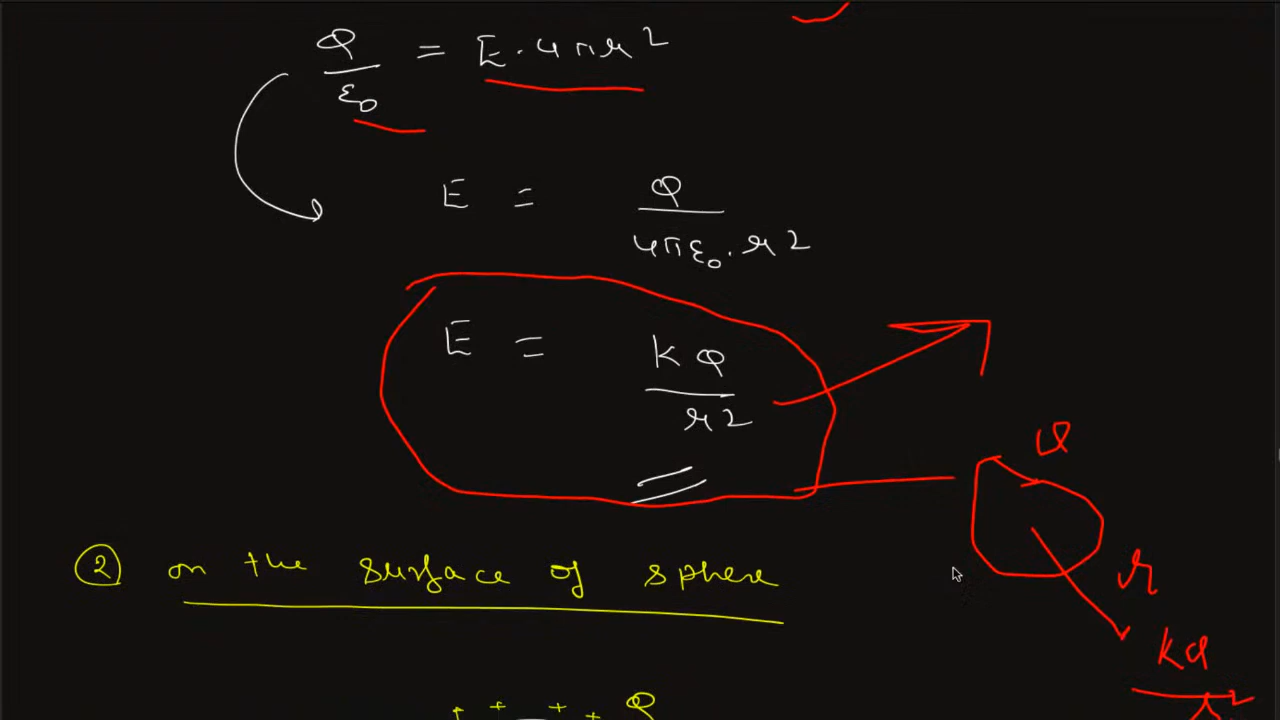 Q/ε₀ = E·4πr²
E = Q/4πε₀·r²
E = kQ/r²
Q
r
kQ
② on the surface of sphere
+ + + + Q